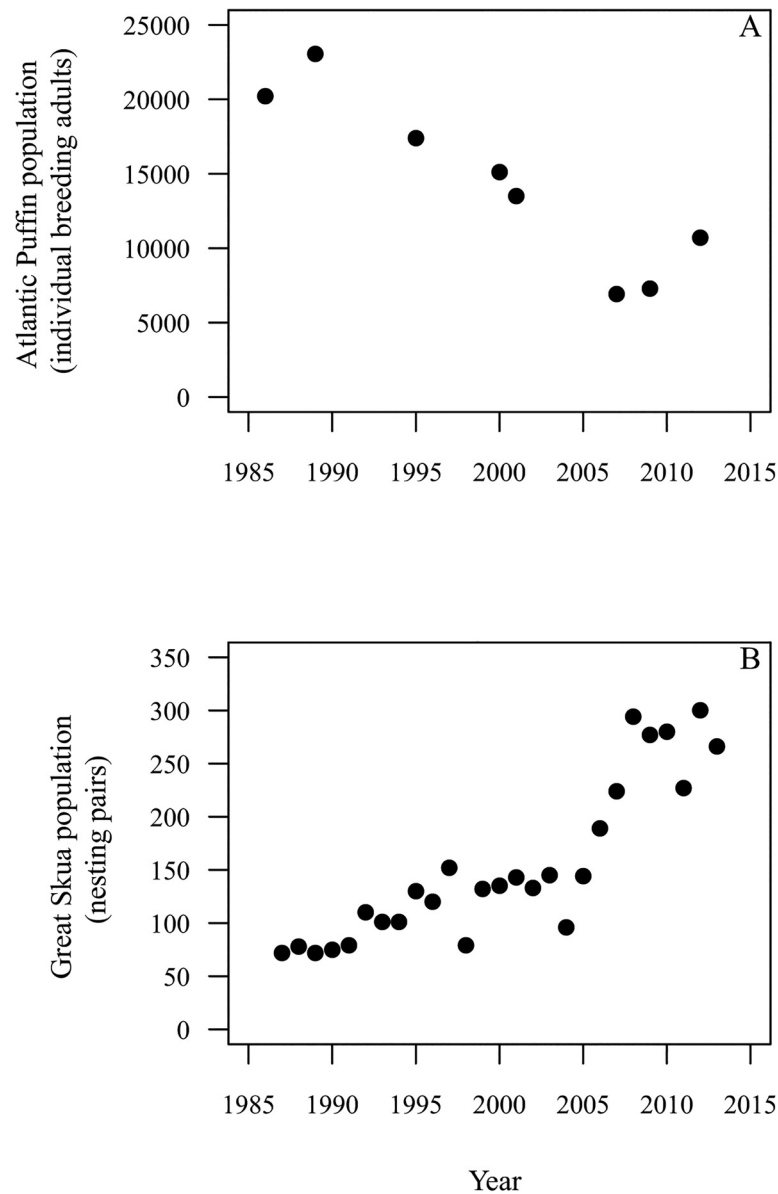 A
Atlantic Puffin population
(individual breeding adults)
25000
20000
15000
10000
5000
0
1985 1990 1995 2000 2005 2010 2015
B
Great Skua population
(nesting pairs)
350
300
250
200
150
100
50
0
1985 1990 1995 2000 2005 2010 2015
Year